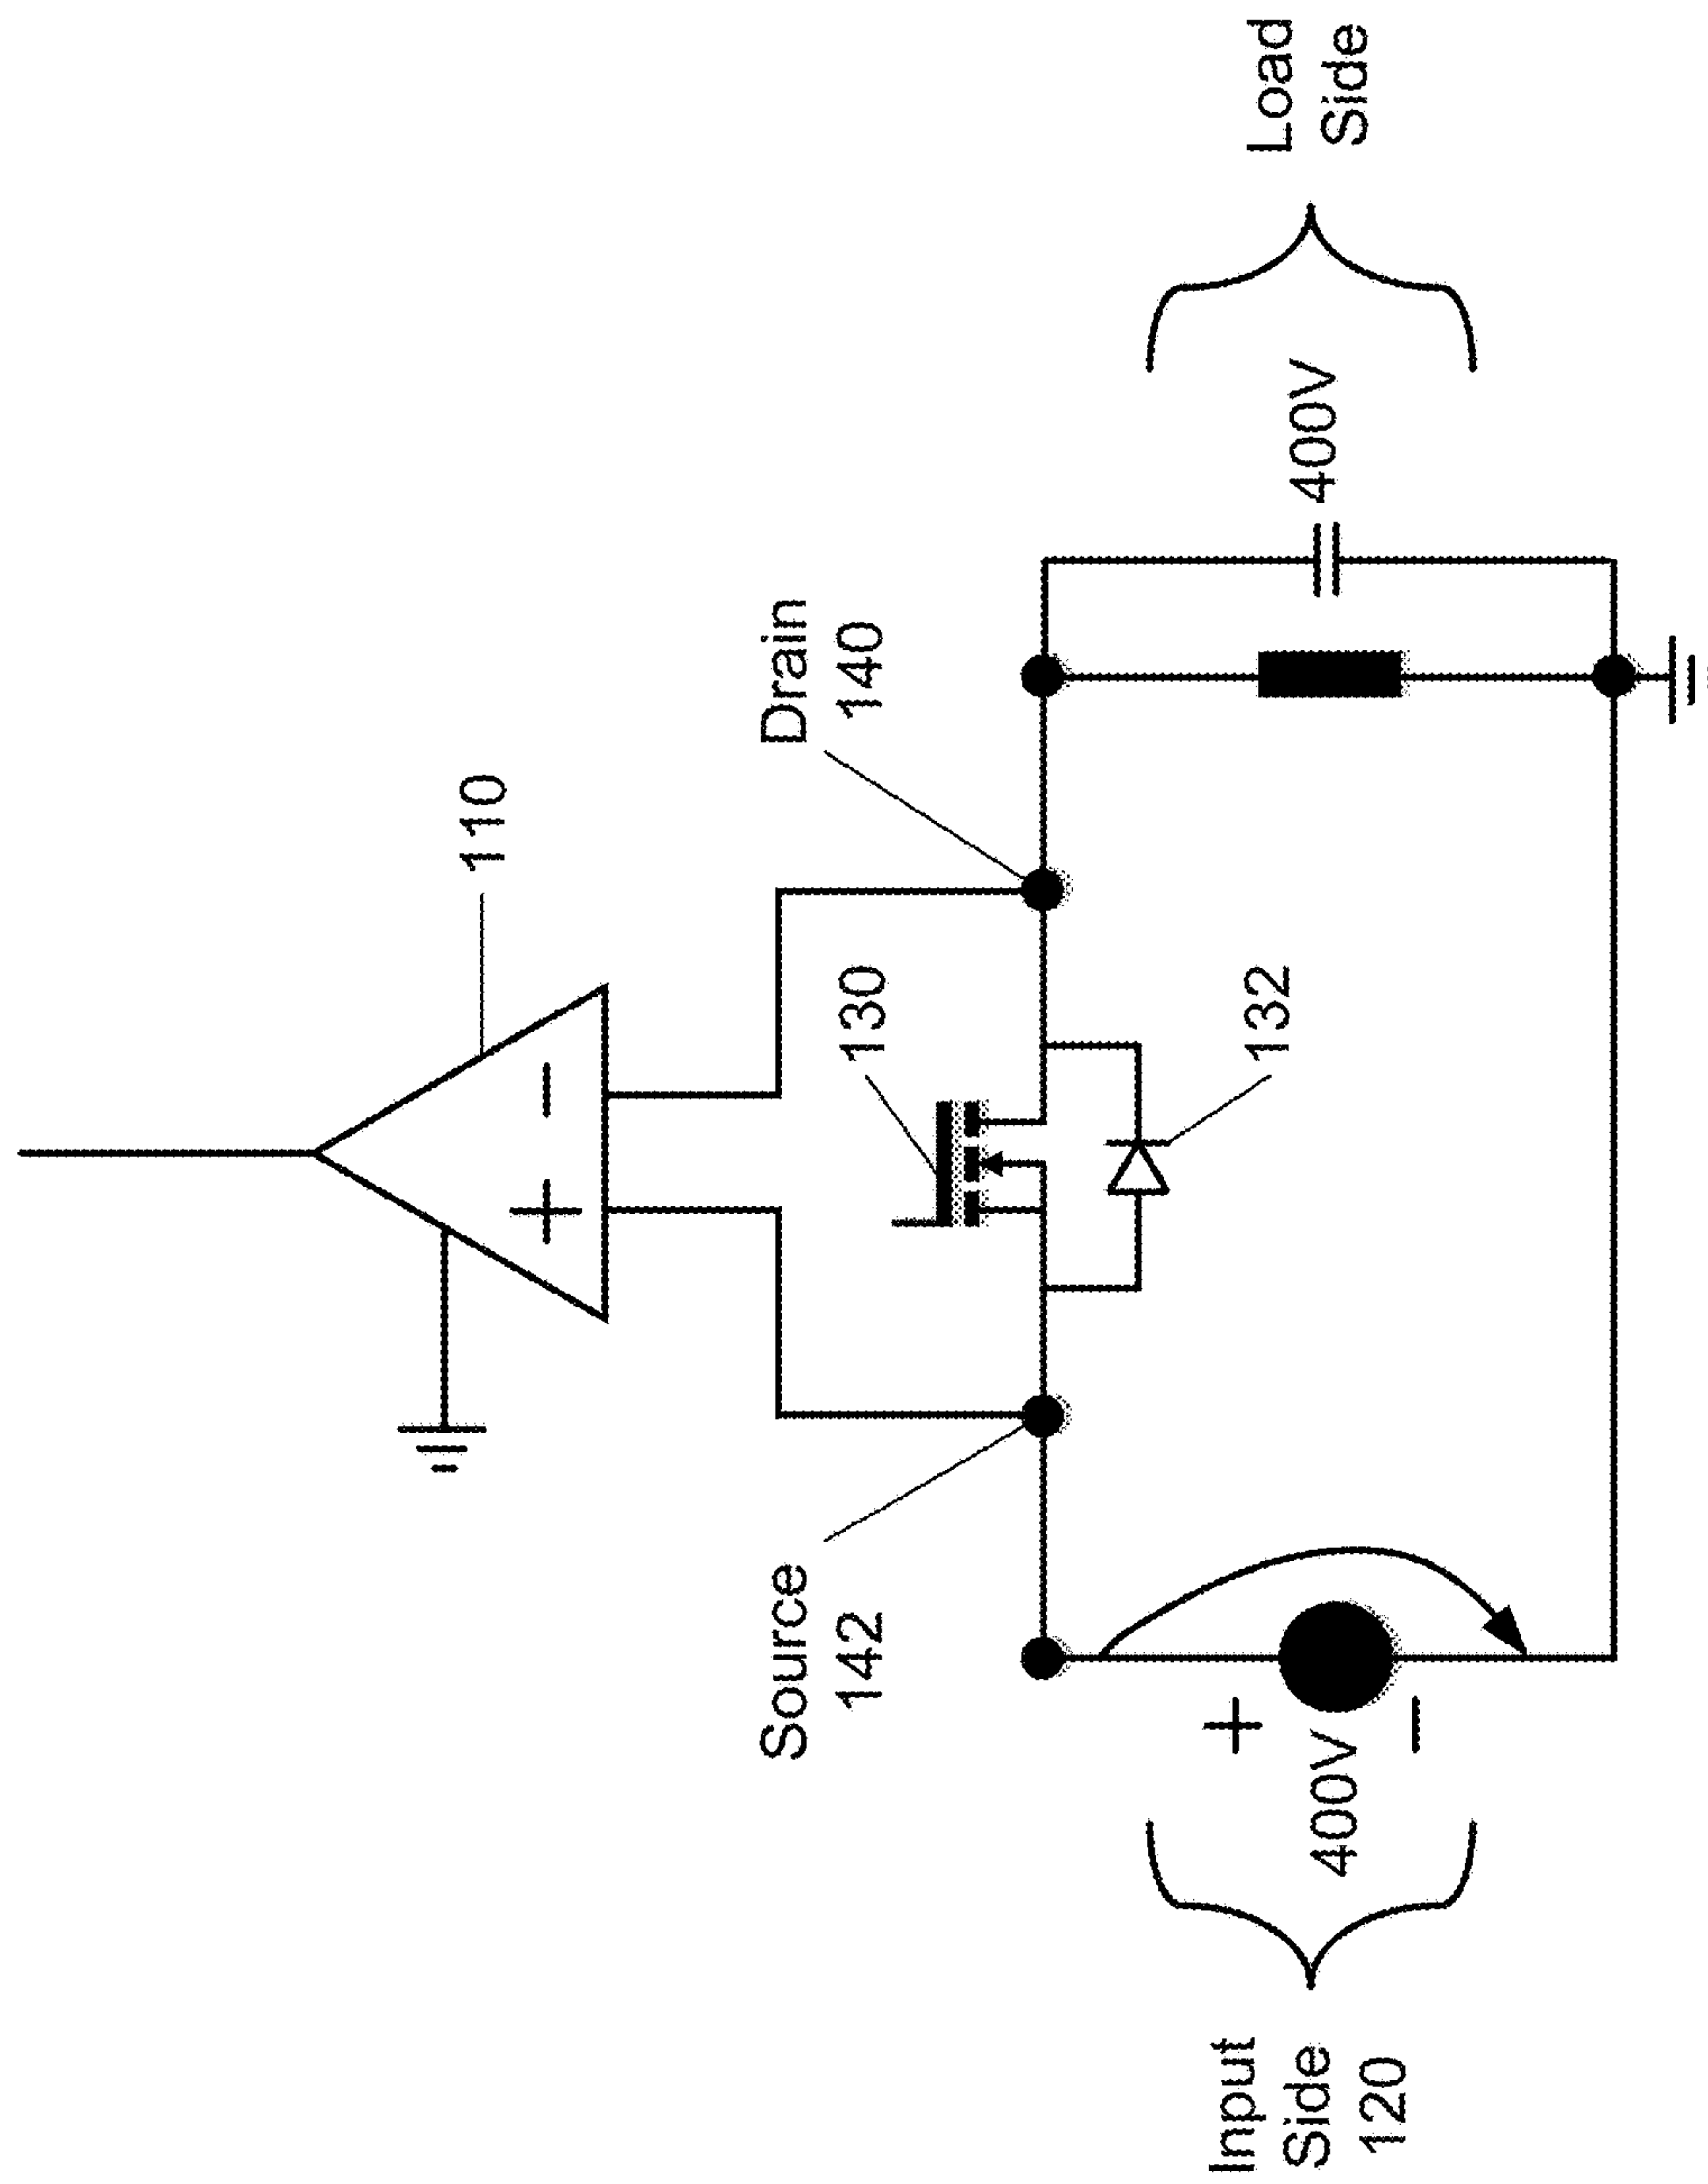 110
Drain
140
Source
142
130
132
+
−
Input
Side
120
400V
+
−
400V
Load
Side